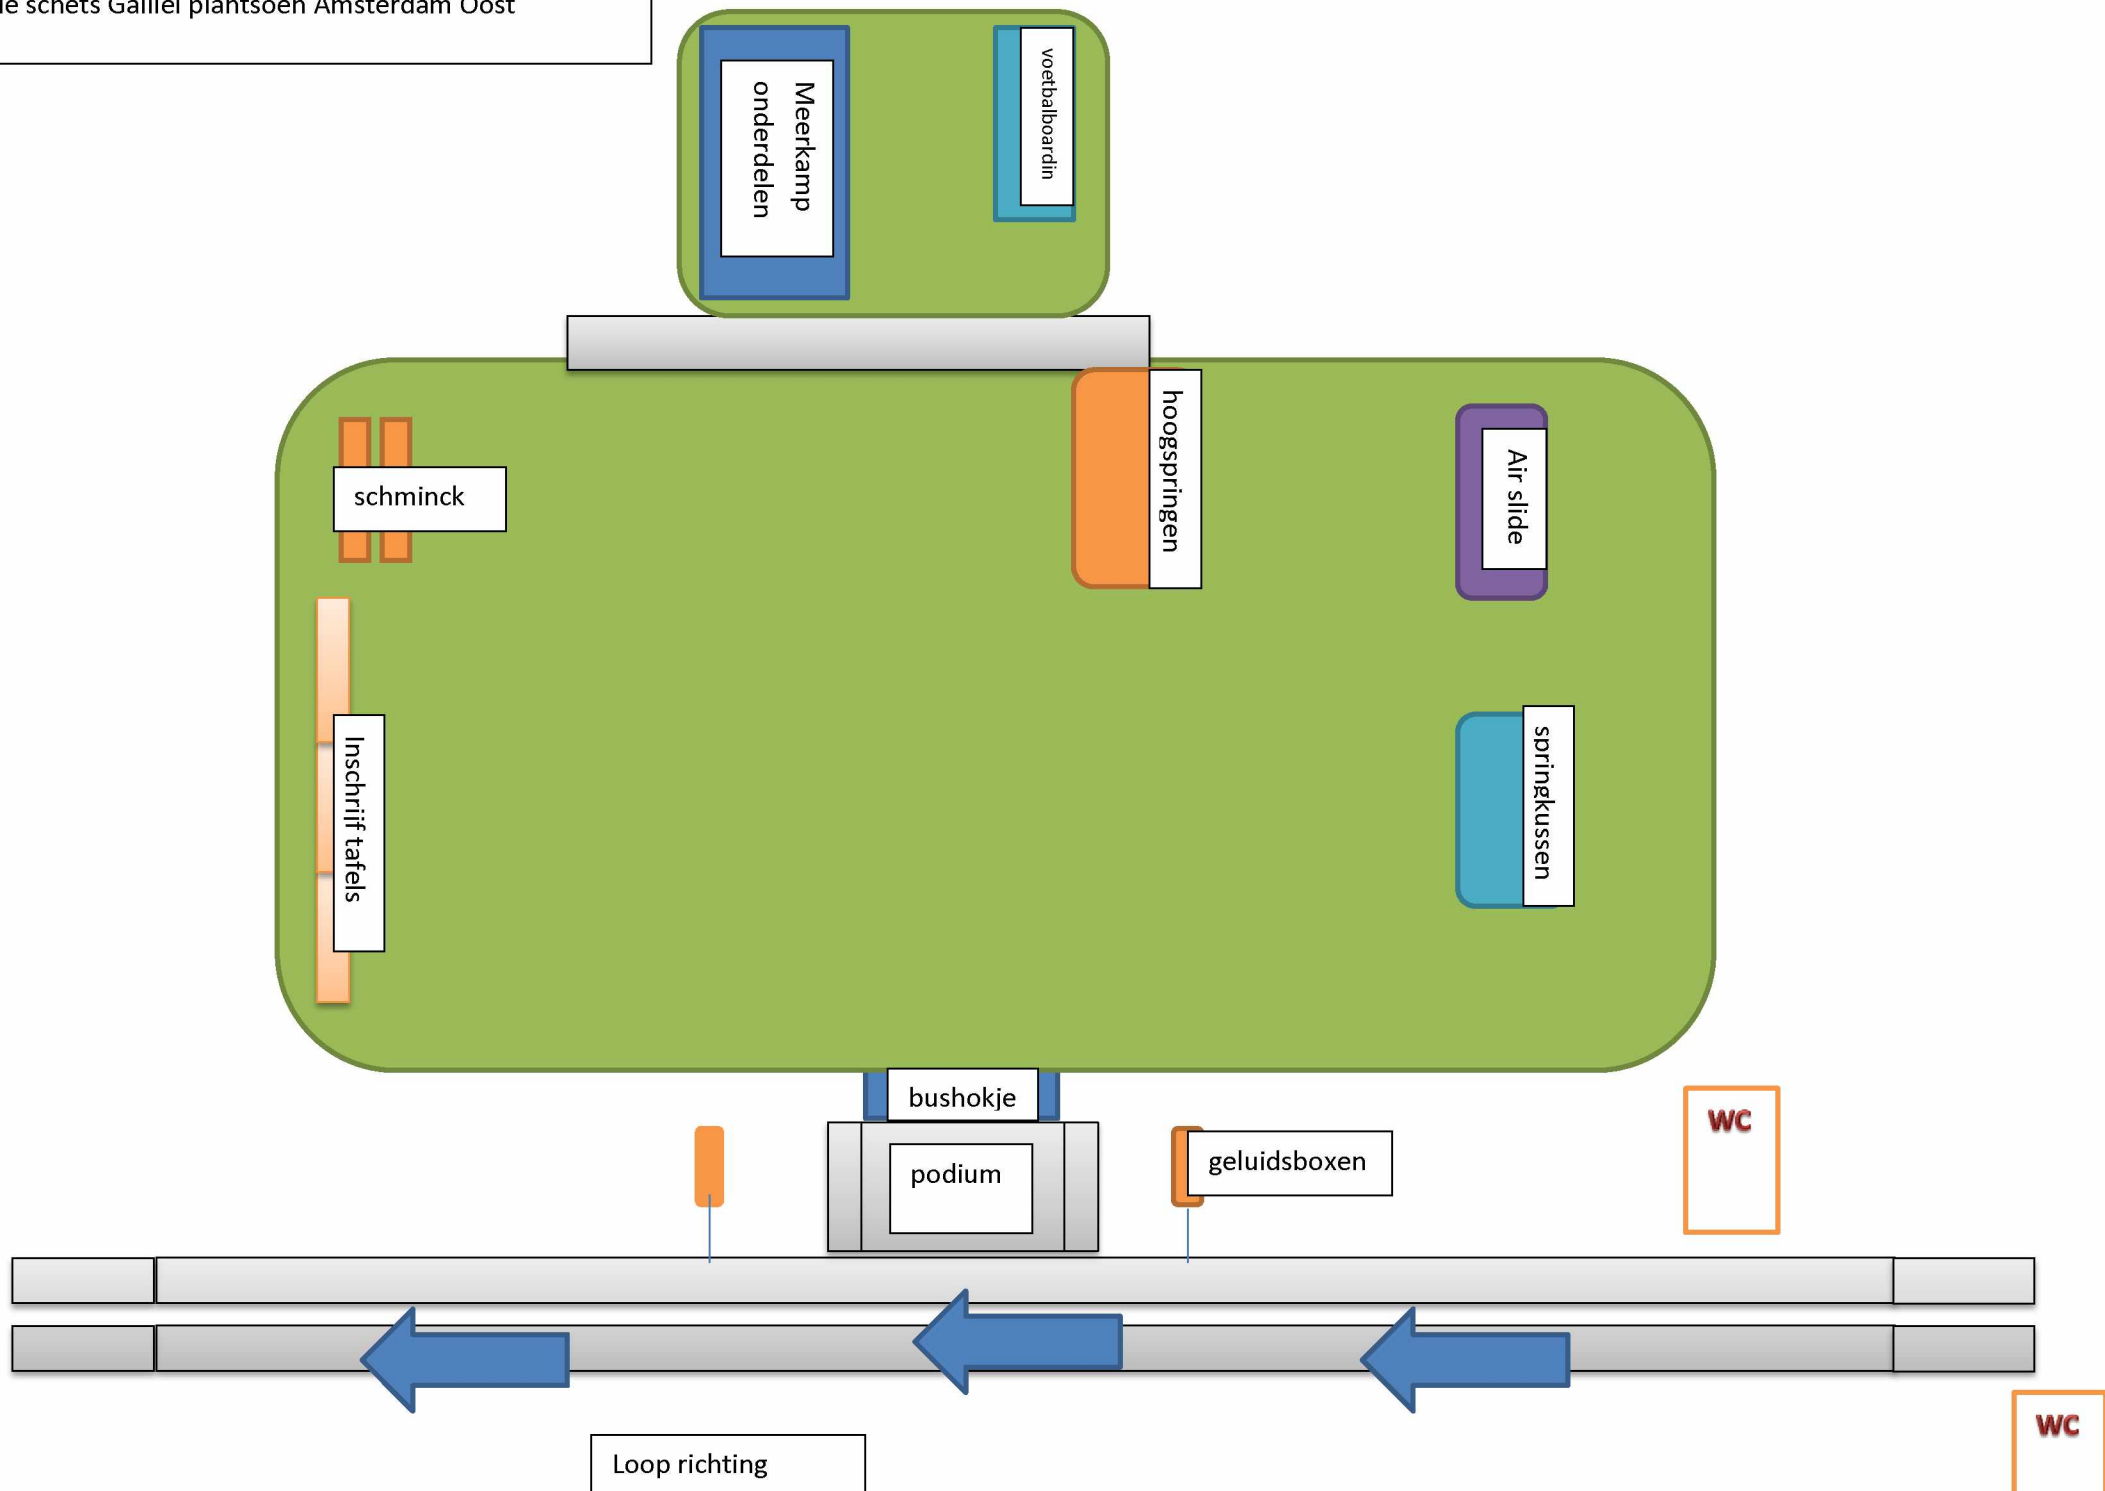 schets Galilei plantsoen Amsterdam Oost
Meerkamp
onderdelen
voetbalboardin
hoogspringen
Air slide
schminck
Inschrijf tafels
springkussen
bushokje
podium
geluidsboxen
WC
WC
Loop richting